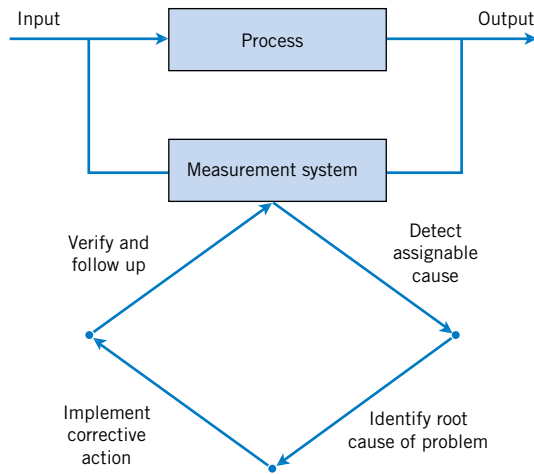 Input
Output
Process
Measurement system
Verify and
follow up
Detect
assignable
cause
Implement
corrective
action
Identify root
cause of problem